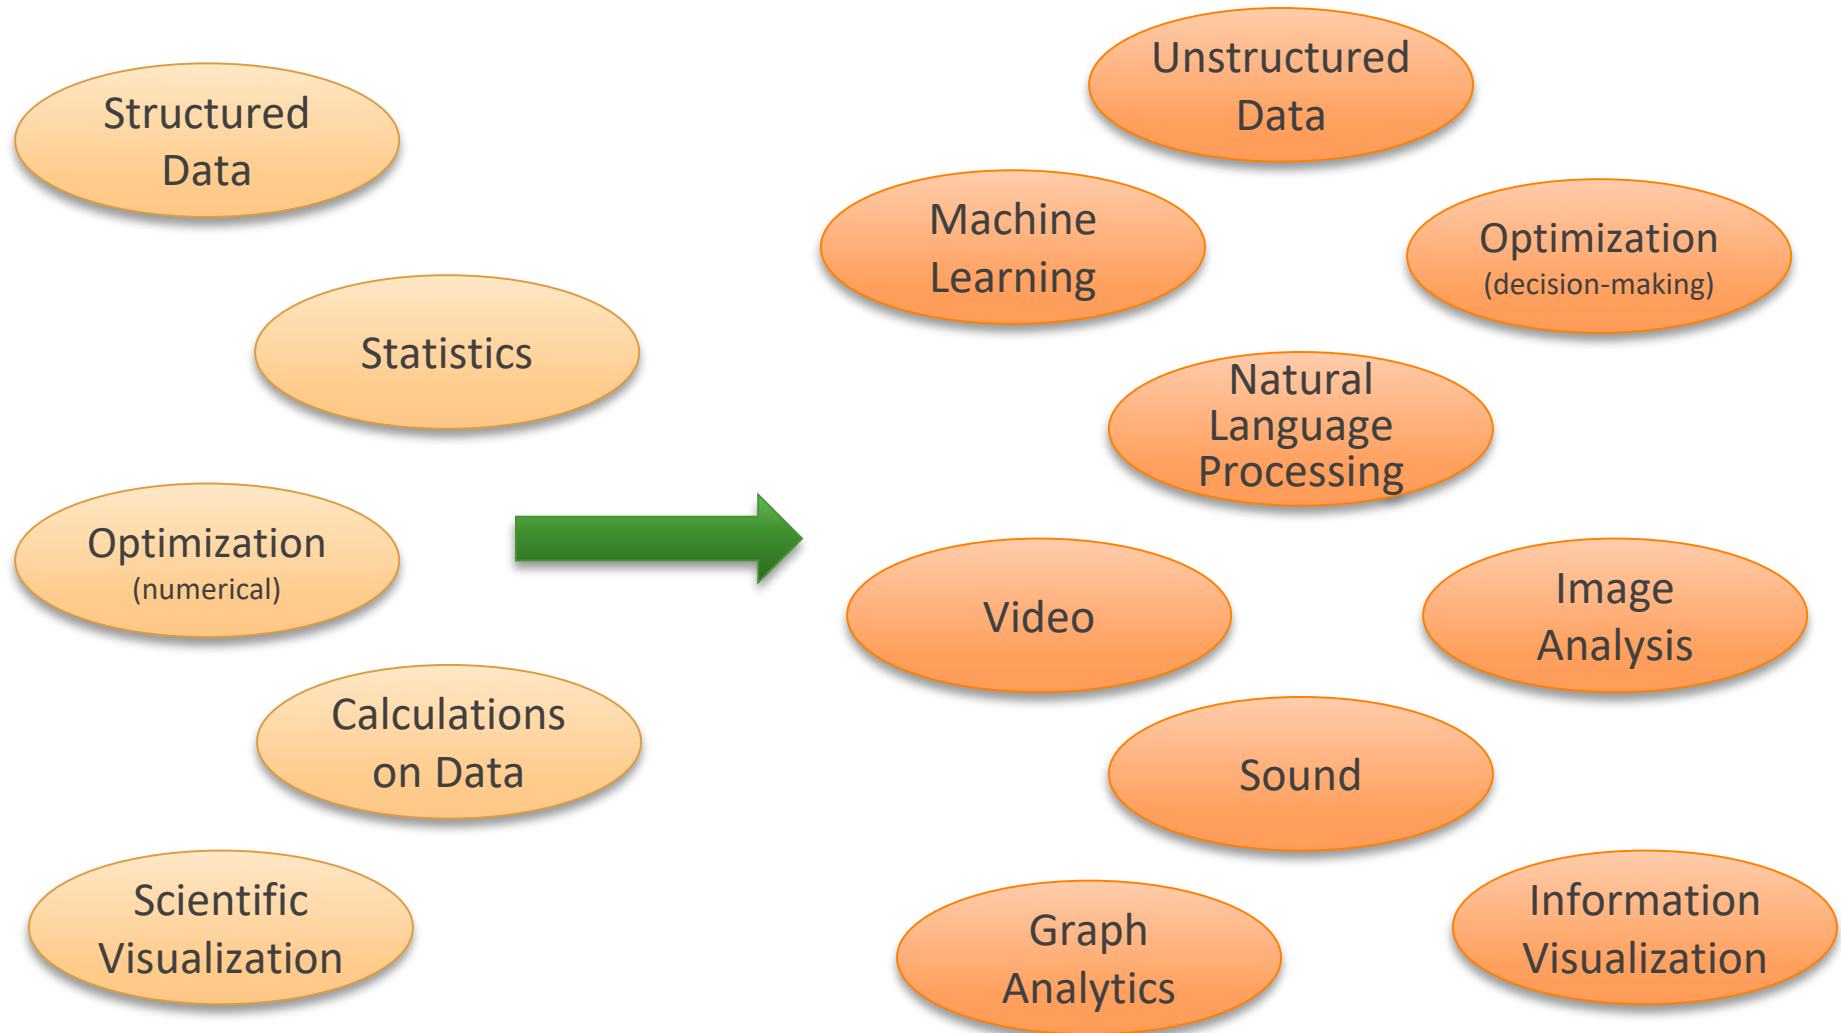 Structured
Data
Statistics
Optimization
(numerical)
Calculations
on Data
Scientific
Visualization
Unstructured
Data
Machine
Learning
Optimization
(decision-making)
Natural
Language
Processing
Video
Image
Analysis
Sound
Graph
Analytics
Information
Visualization